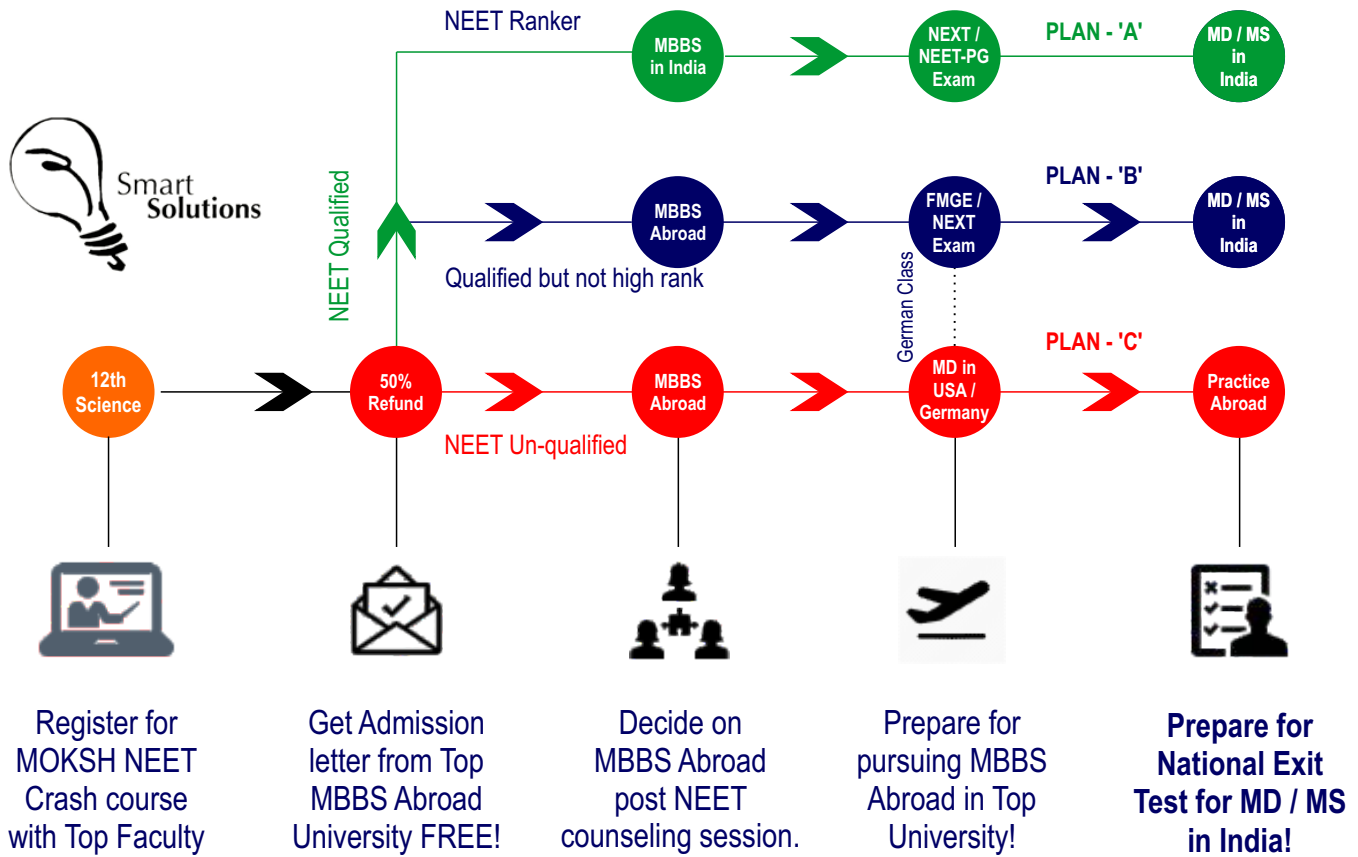 NEET Ranker
MBBS
in India
NEXT /
NEET-PG
Exam
PLAN - 'A'
MD / MS
in
India
Smart
Solutions
NEET Qualified
MBBS
Abroad
Qualified but not high rank
FMGE /
NEXT
Exam
PLAN - 'B'
MD / MS
in
India
German Class
12th
Science
50%
Refund
NEET Un-qualified
MBBS
Abroad
MD in
USA /
Germany
PLAN - 'C'
Practice
Abroad
Register for
MOKSH NEET
Crash course
with Top Faculty
Get Admission
letter from Top
MBBS Abroad
University FREE!
Decide on
MBBS Abroad
post NEET
counseling session.
Prepare for
pursuing MBBS
Abroad in Top
University!
Prepare for
National Exit
Test for MD / MS
in India!